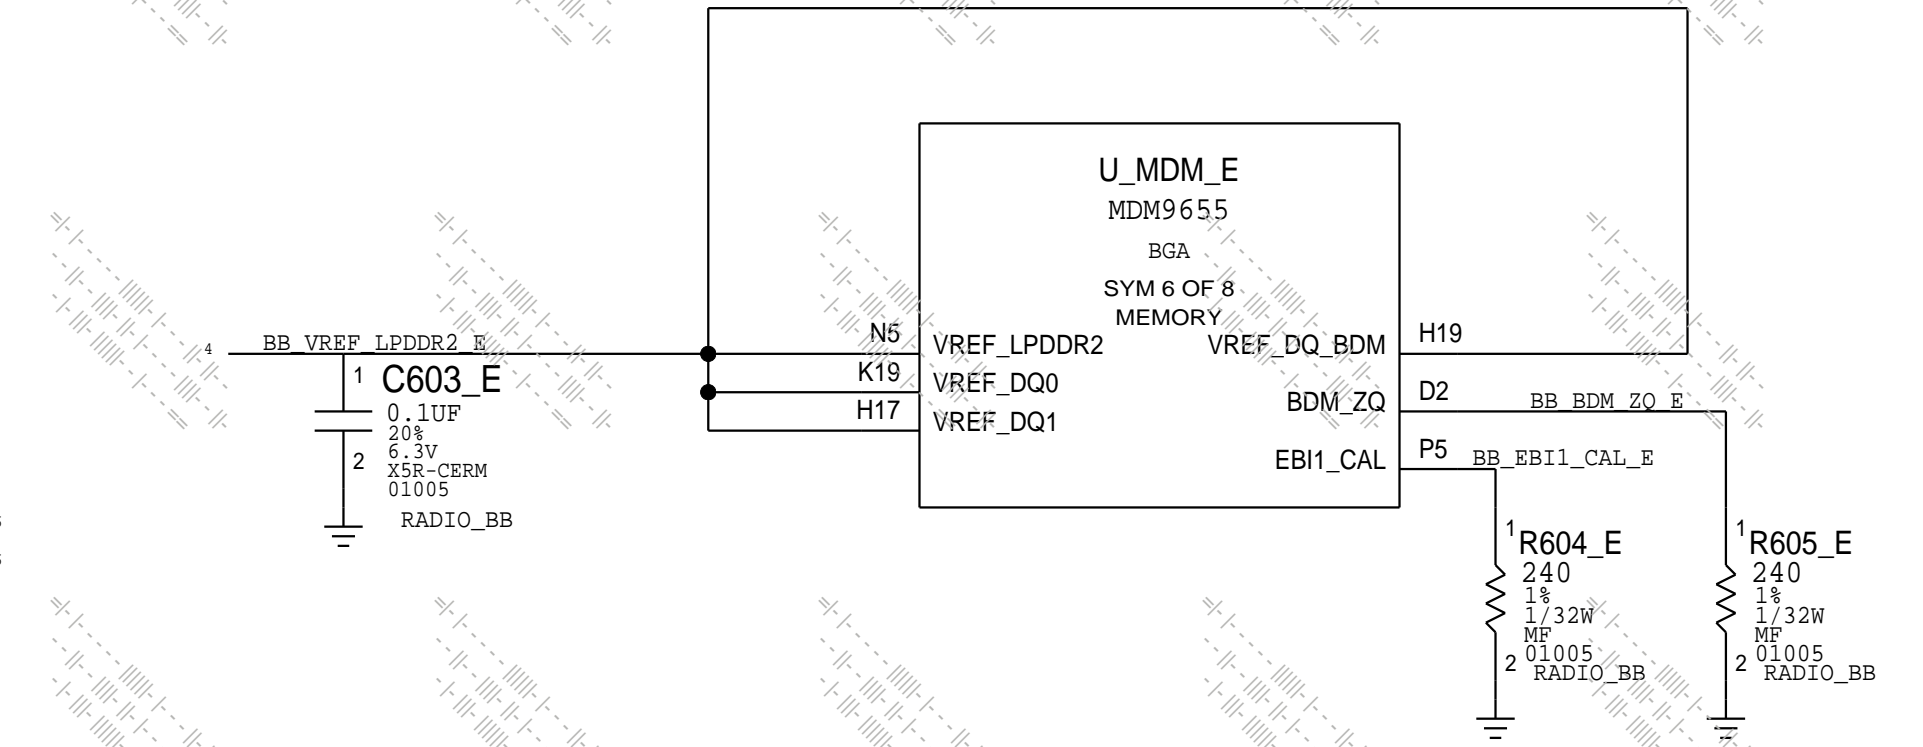 U_MDM_E
MDM9655
BGA
SYM 6 OF 8
MEMORY
4
BB_VREF_LPDDR2_E
N5
VREF_LPDDR2
K19
VREF_DQ0
H17
VREF_DQ1
VREF_DQ_BDM
H19
BDM_ZQ
D2
BB_BDM_ZQ_E
EBI1_CAL
P5
BB_EBI1_CAL_E
1
C603_E
0.1UF
20%
6.3V
2
X5R-CERM
01005
RADIO_BB
1
R604_E
240
1%
1/32W
MF
2
01005
RADIO_BB
1
R605_E
240
1%
1/32W
MF
2
01005
RADIO_BB